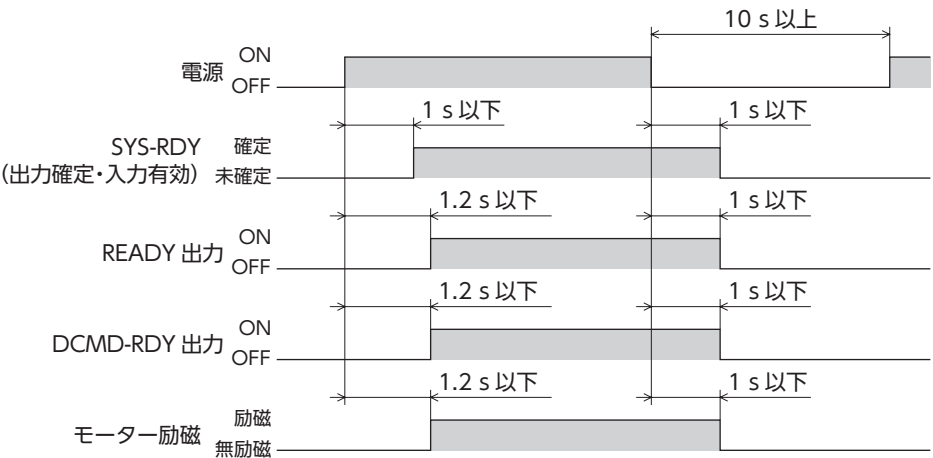 10 s 以上
電源 ON
OFF
1 s 以下 1 s 以下
SYS-RDY 確定
(出力確定・入力有効) 未確定
1.2 s 以下 1 s 以下
READY 出力 ON
OFF
1.2 s 以下 1 s 以下
DCMD-RDY 出力 ON
OFF
1.2 s 以下 1 s 以下
モーター励磁 励磁
無励磁